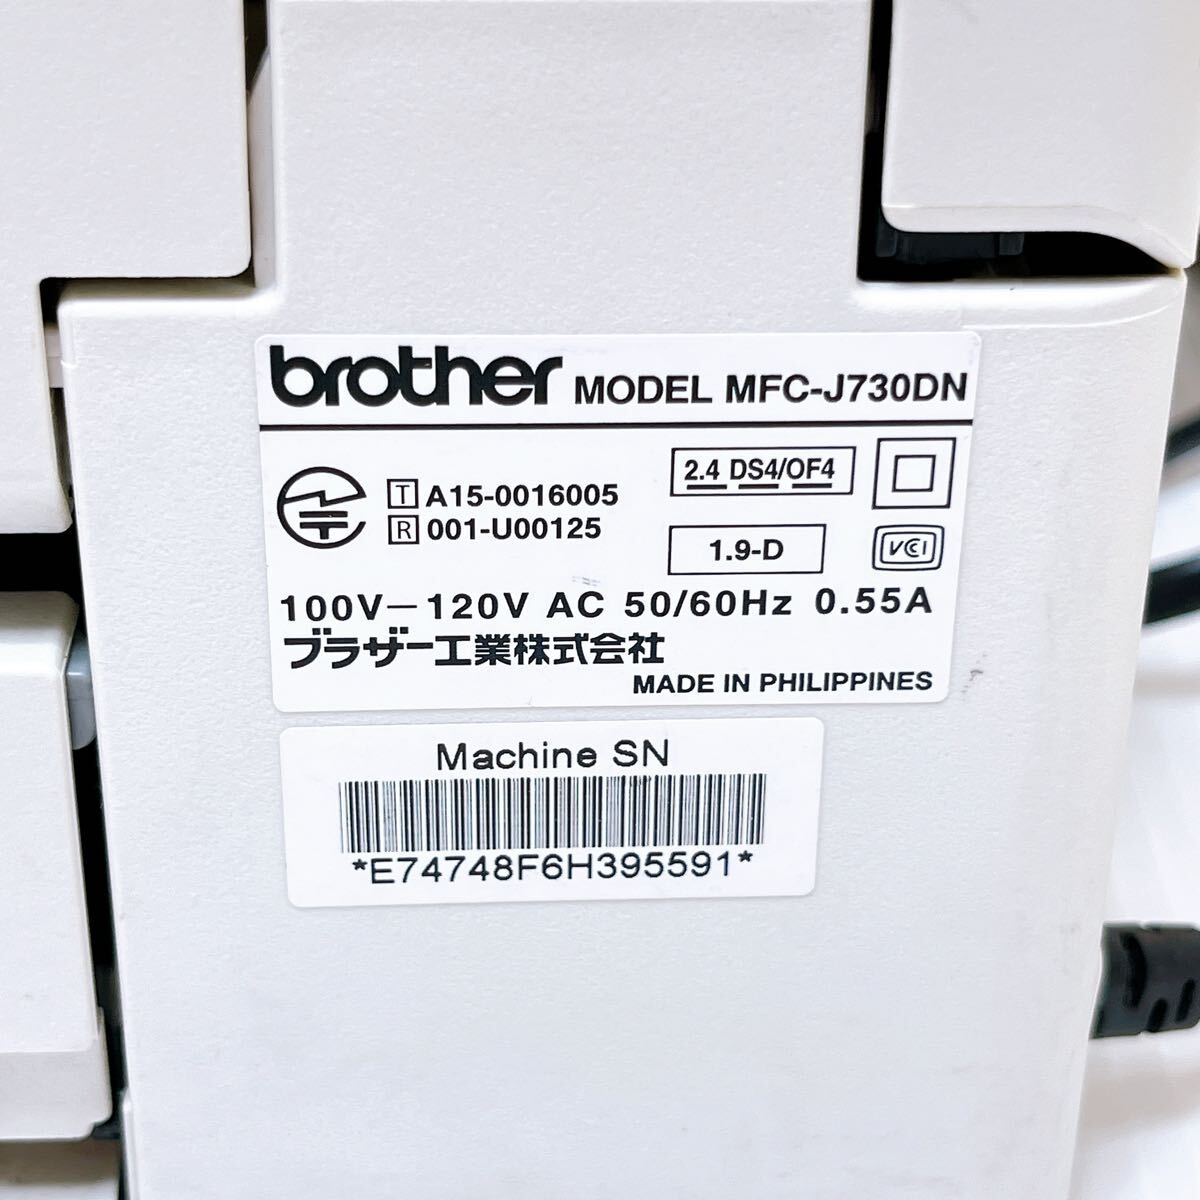 brother MODEL MFC-J730DN
T A15-0016005
R 001-U00125
2.4 DS4/OF4
1.9-D
VCI
100V-120V AC 50/60Hz 0.55A
ブラザー工業株式会社
MADE IN PHILIPPINES
Machine SN
*E74748F6H395591*